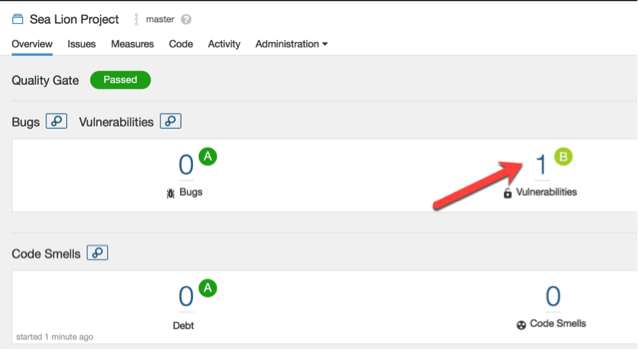 Sea Lion Project master ?
Overview Issues Measures Code Activity Administration
Quality Gate Passed
Bugs Vulnerabilities
0 A 1 B
Bugs Vulnerabilities
Code Smells
0 A 0
Debt Code Smells
started 1 minute ago